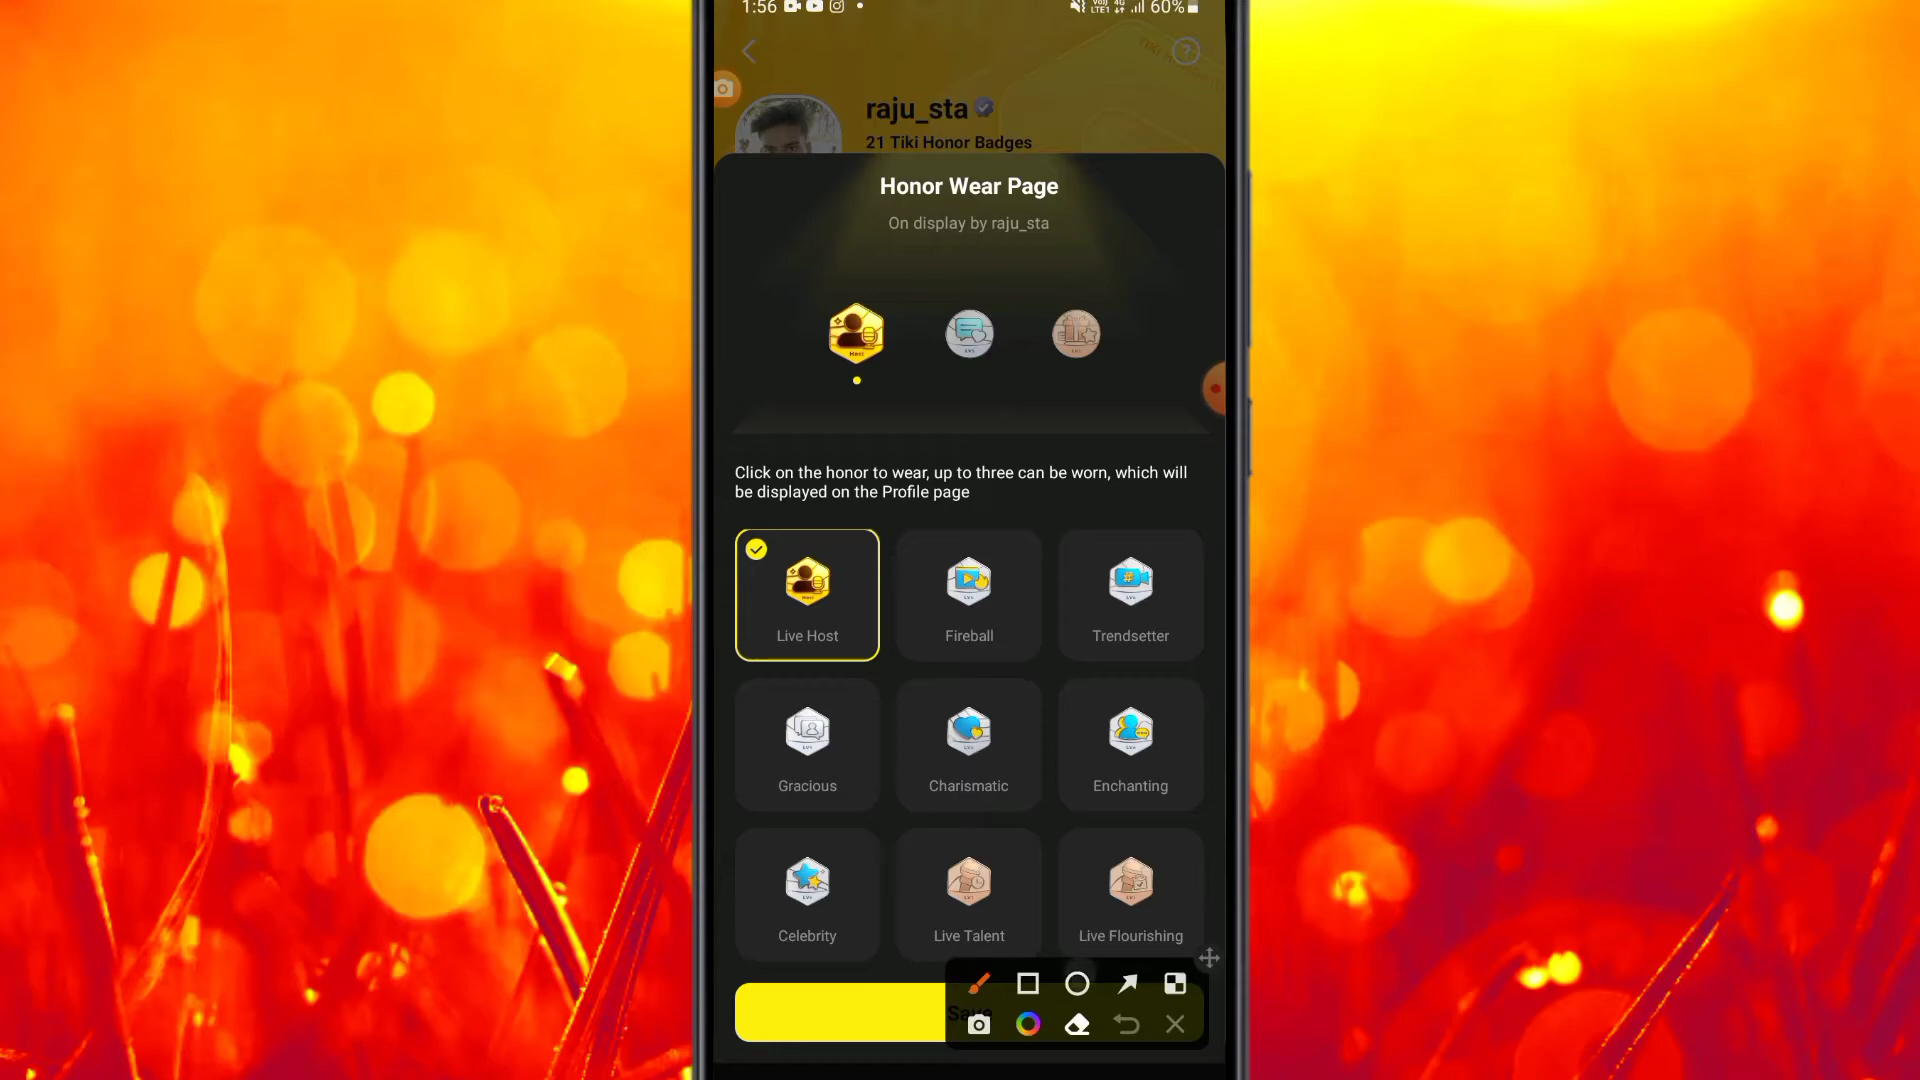 1:56
60%
raju_sta
21 Tiki Honor Badges
Honor Wear Page
On display by raju_sta
Host
Click on the honor to wear, up to three can be worn, which will
be displayed on the Profile page
Live Host
Fireball
Trendsetter
Gracious
Charismatic
Enchanting
Celebrity
Live Talent
Live Flourishing
Save